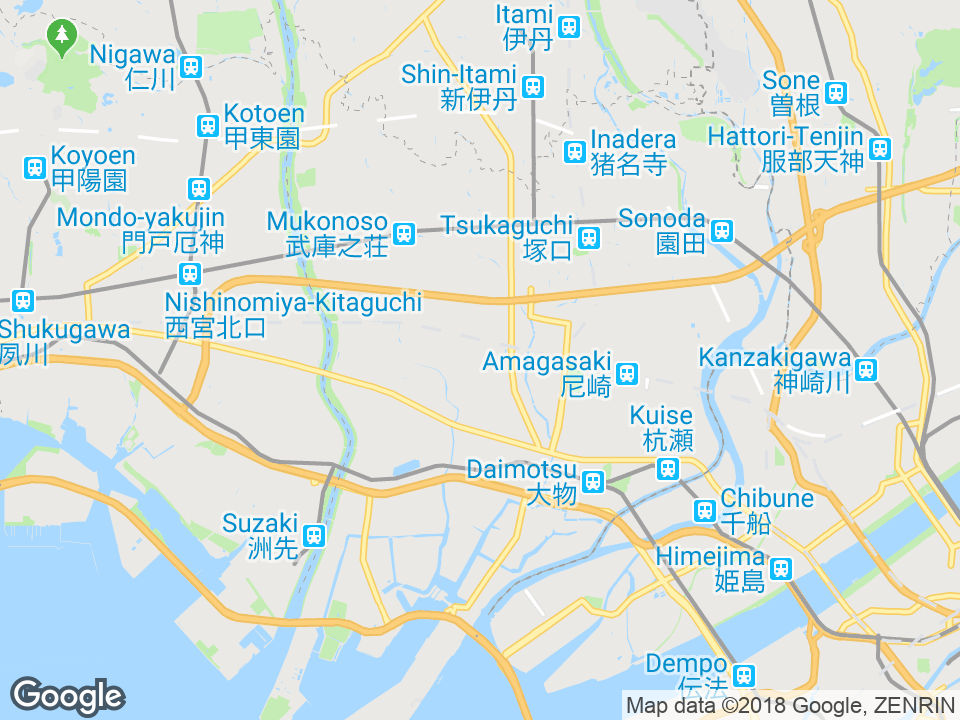 Itami
伊丹
Nigawa
仁川
Shin-Itami
新伊丹
Sone
曽根
Kotoen
甲東園
Inadera
猪名寺
Hattori-Tenjin
服部天神
Koyoen
甲陽園
Mondo-yakujin
門戸厄神
Mukonoso
武庫之荘
Tsukaguchi
塚口
Sonoda
園田
Nishinomiya-Kitaguchi
西宮北口
Shukugawa
夙川
Amagasaki
尼崎
Kanzakigawa
神崎川
Kuise
杭瀬
Daimotsu
大物
Chibune
千船
Suzaki
洲先
Himejima
姫島
Dempo
伝法
Google
Map data ©2018 Google, ZENRIN